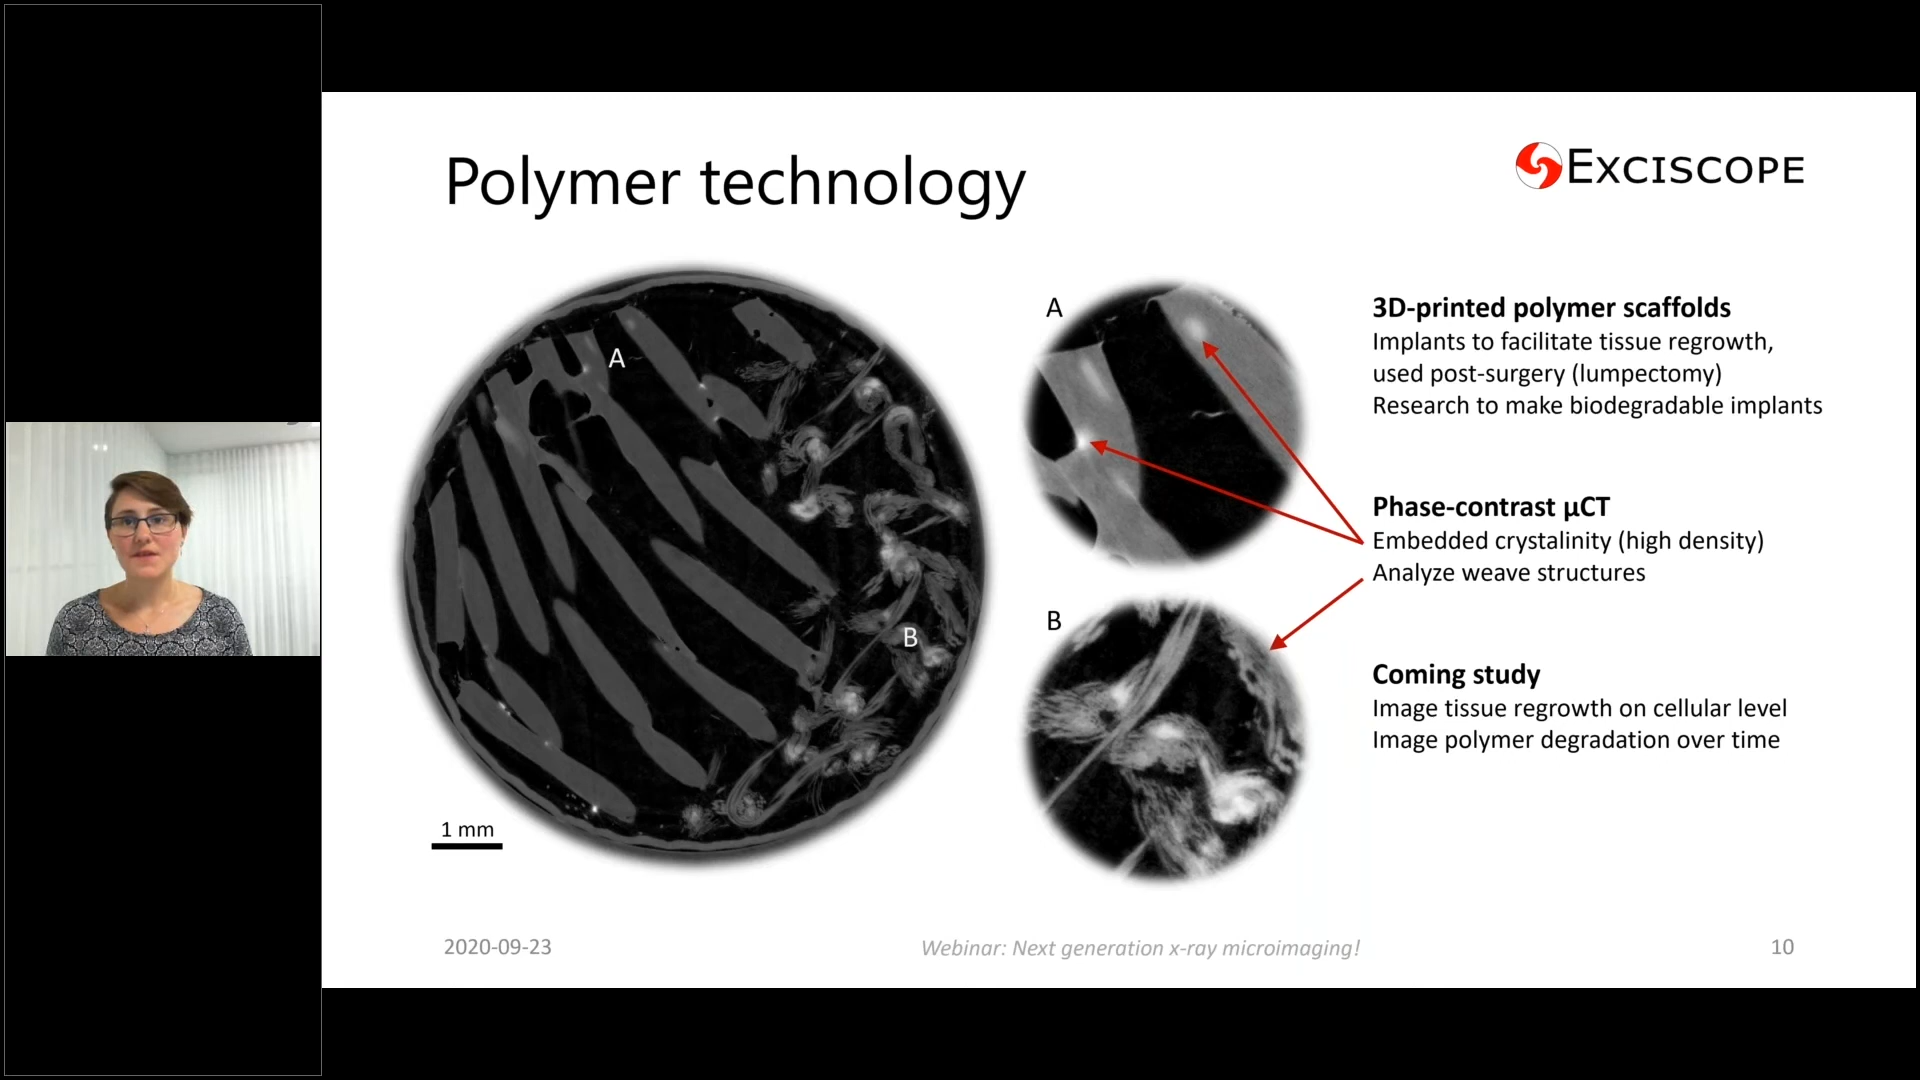 Polymer technology
EXCISCOPE
A
B
1 mm
A
B
3D-printed polymer scaffolds
Implants to facilitate tissue regrowth,
used post-surgery (lumpectomy)
Research to make biodegradable implants
Phase-contrast µCT
Embedded crystalinity (high density)
Analyze weave structures
Coming study
Image tissue regrowth on cellular level
Image polymer degradation over time
2020-09-23
Webinar: Next generation x-ray microimaging!
10